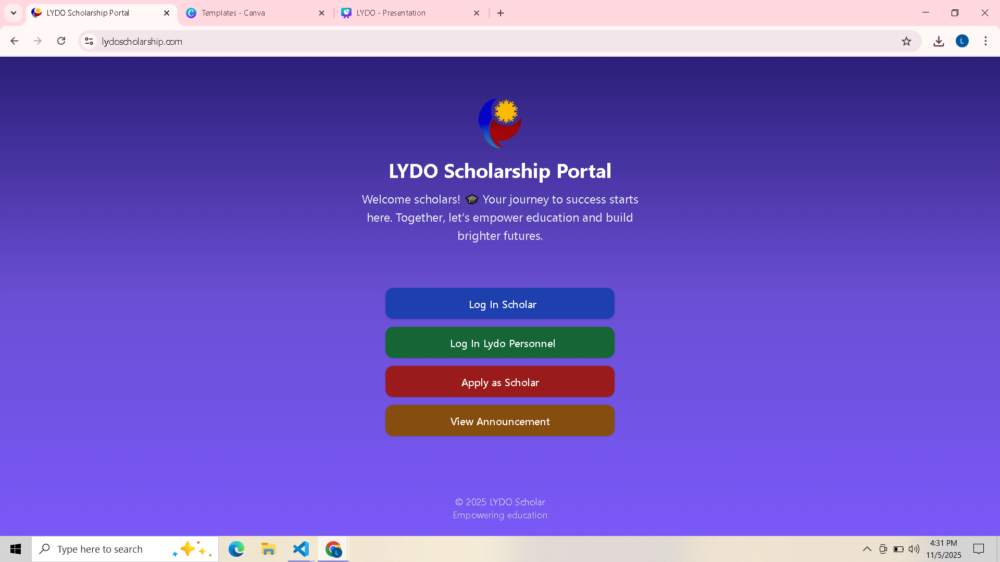 LYDO Scholarship Portal
Templates - Canva
LYDO - Presentation
lydoscholarship.com
L
LYDO Scholarship Portal
Welcome scholars! 🎓 Your journey to success starts
here. Together, let’s empower education and build
brighter futures.
Log In Scholar
Log In Lydo Personnel
Apply as Scholar
View Announcement
© 2025 LYDO Scholar
Empowering education
Type here to search
L
4:31 PM
11/5/2025